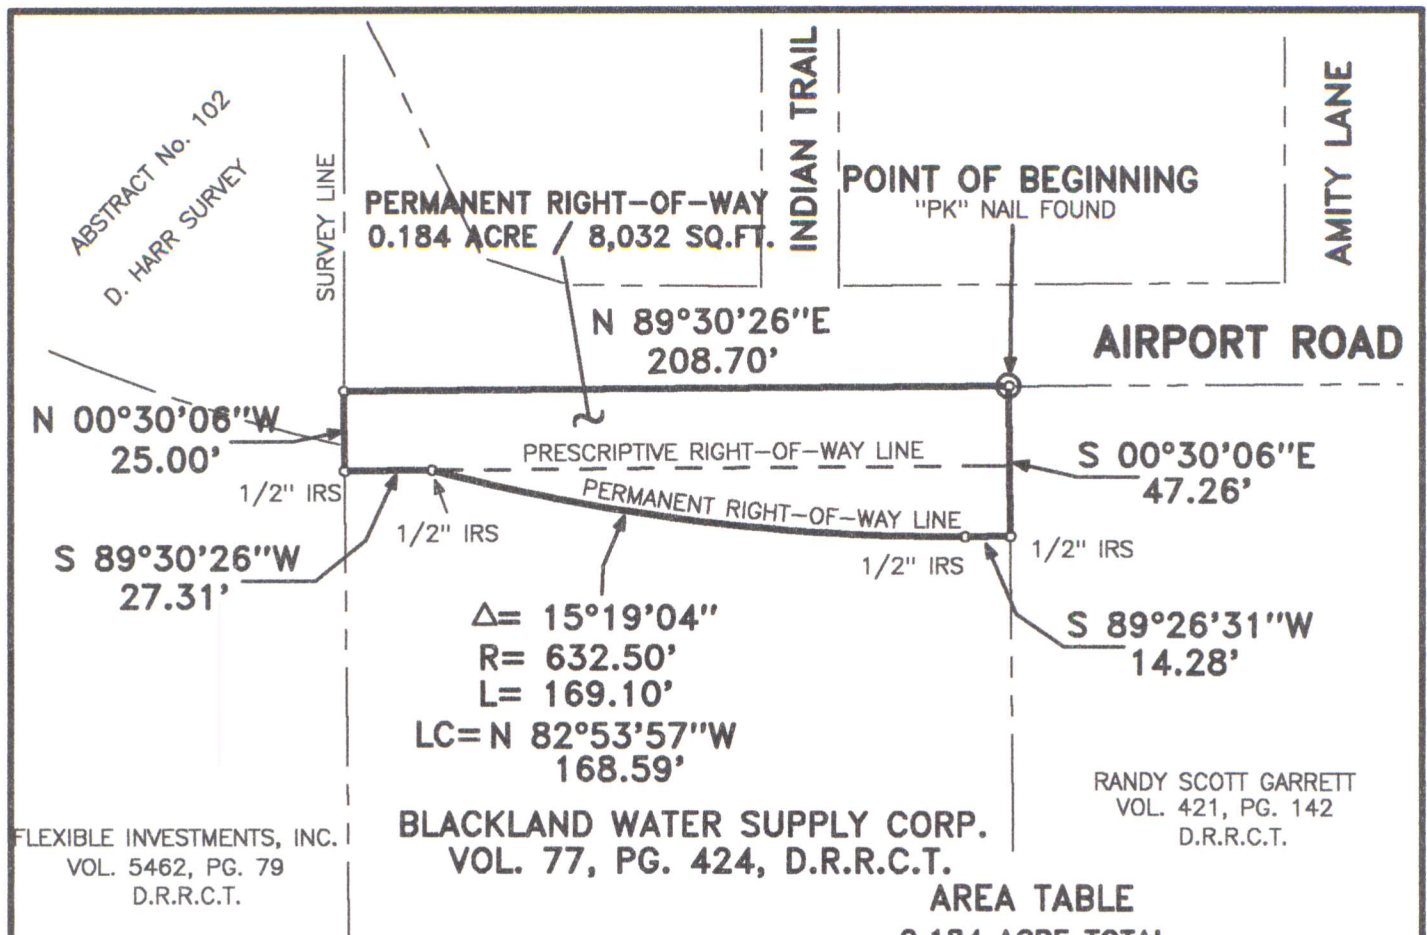 INDIAN TRAIL
AMITY LANE
ABSTRACT No. 102
D. HARR SURVEY
SURVEY LINE
PERMANENT RIGHT-OF-WAY
0.184 ACRE / 8,032 SQ.FT.
POINT OF BEGINNING
"PK" NAIL FOUND
N 89°30'26"E
208.70'
AIRPORT ROAD
N 00°30'06"W
25.00'
PRESCRIPTIVE RIGHT-OF-WAY LINE
S 00°30'06"E
47.26'
1/2" IRS
PERMANENT RIGHT-OF-WAY LINE
1/2" IRS
1/2" IRS
1/2" IRS
S 89°30'26"W
27.31'
Δ= 15°19'04"
R= 632.50'
L= 169.10'
LC= N 82°53'57"W
168.59'
S 89°26'31"W
14.28'
RANDY SCOTT GARRETT
VOL. 421, PG. 142
D.R.R.C.T.
FLEXIBLE INVESTMENTS, INC.
VOL. 5462, PG. 79
D.R.R.C.T.
BLACKLAND WATER SUPPLY CORP.
VOL. 77, PG. 424, D.R.R.C.T.
AREA TABLE
0.184 ACRE TOTAL